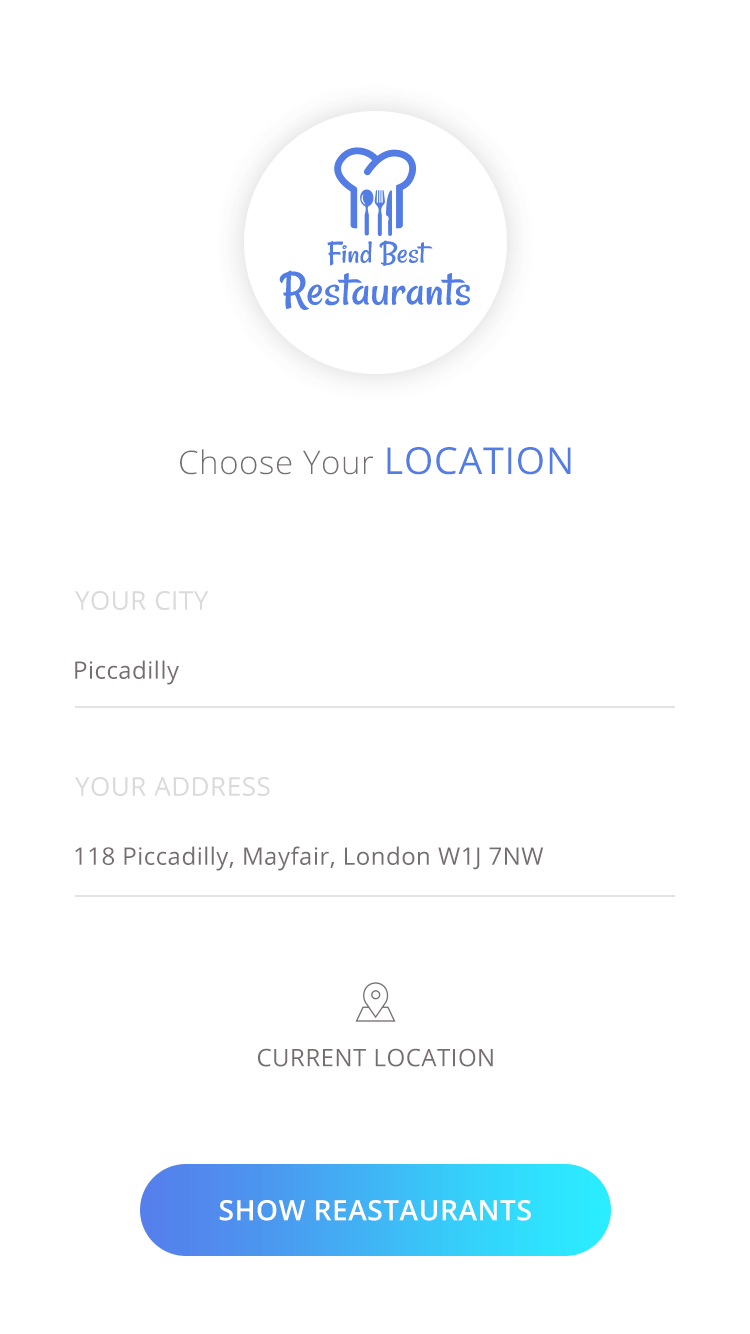 Find Best
Restaurants
Choose Your LOCATION
YOUR CITY
Piccadilly
YOUR ADDRESS
118 Piccadilly, Mayfair, London W1J 7NW
CURRENT LOCATION
SHOW REASTAURANTS